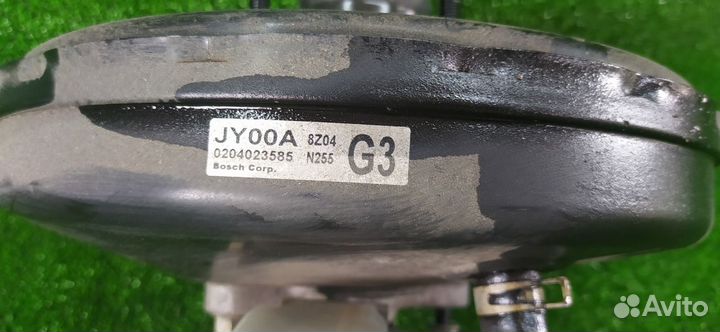 JY00A 8Z04 G3
0204023585 N255
Bosch Corp.
Avito